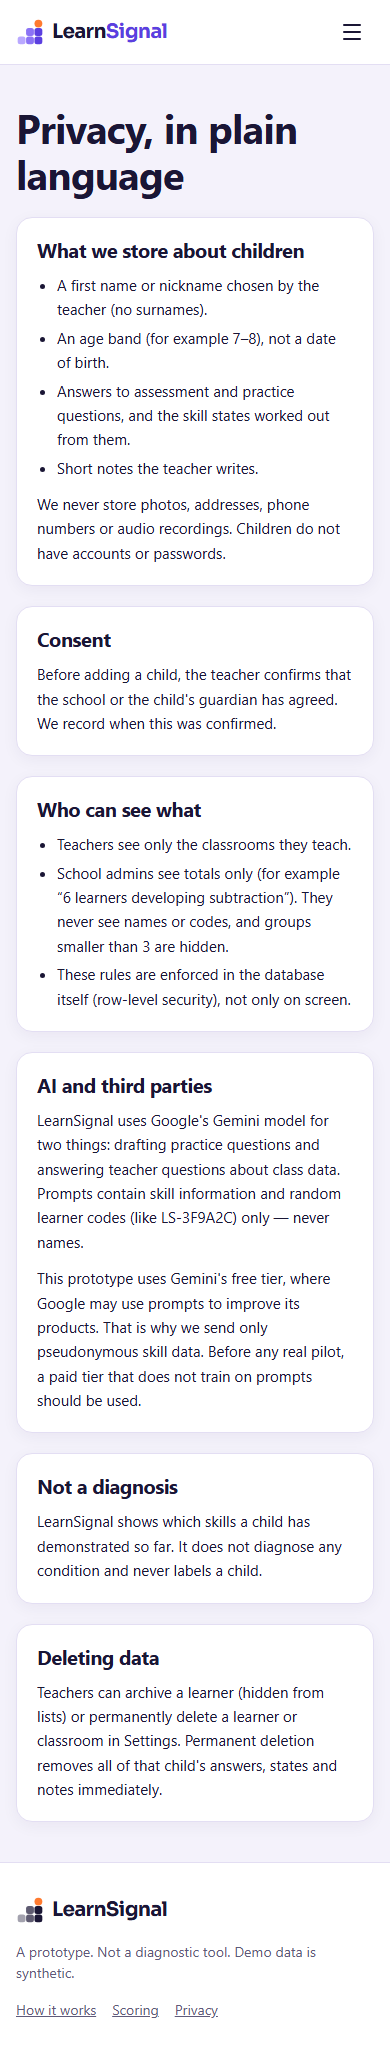 LearnSignal
Privacy, in plain
language
What we store about children
• A first name or nickname chosen by the
teacher (no surnames).
• An age band (for example 7–8), not a date
of birth.
• Answers to assessment and practice
questions, and the skill states worked out
from them.
• Short notes the teacher writes.
We never store photos, addresses, phone
numbers or audio recordings. Children do not
have accounts or passwords.
Consent
Before adding a child, the teacher confirms that
the school or the child's guardian has agreed.
We record when this was confirmed.
Who can see what
• Teachers see only the classrooms they teach.
• School admins see totals only (for example
“6 learners developing subtraction”). They
never see names or codes, and groups
smaller than 3 are hidden.
• These rules are enforced in the database
itself (row-level security), not only on screen.
AI and third parties
LearnSignal uses Google's Gemini model for
two things: drafting practice questions and
answering teacher questions about class data.
Prompts contain skill information and random
learner codes (like LS-3F9A2C) only — never
names.
This prototype uses Gemini's free tier, where
Google may use prompts to improve its
products. That is why we send only
pseudonymous skill data. Before any real pilot,
a paid tier that does not train on prompts
should be used.
Not a diagnosis
LearnSignal shows which skills a child has
demonstrated so far. It does not diagnose any
condition and never labels a child.
Deleting data
Teachers can archive a learner (hidden from
lists) or permanently delete a learner or
classroom in Settings. Permanent deletion
removes all of that child's answers, states and
notes immediately.
LearnSignal
A prototype. Not a diagnostic tool. Demo data is
synthetic.
How it works Scoring Privacy